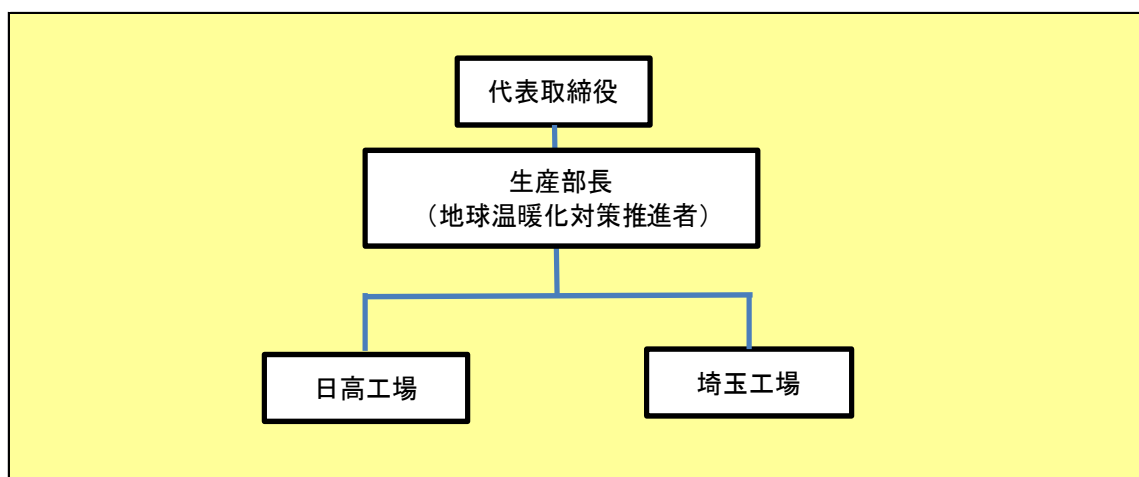 代表取締役
生産部長
（地球温暖化対策推進者）
日高工場
埼玉工場